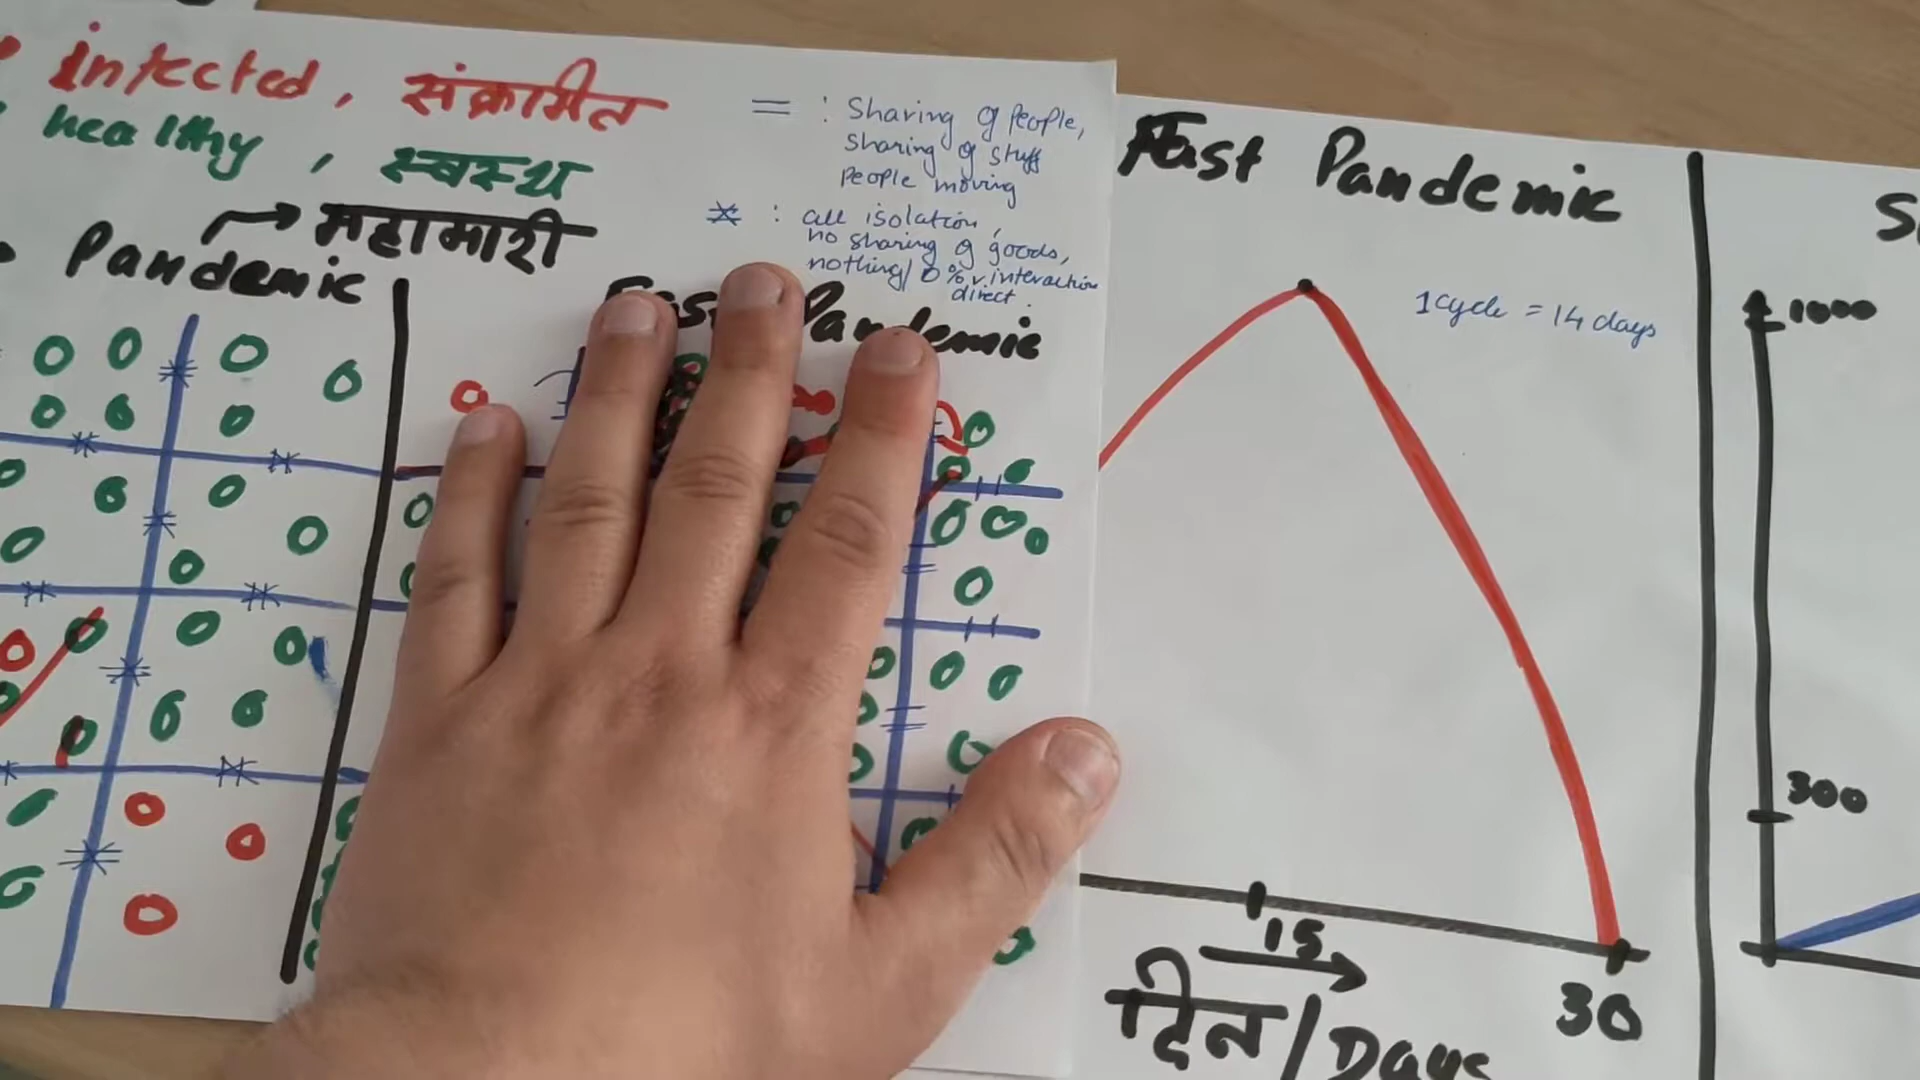 infected, संक्रामीत
healthy, स्वस्थ
= : Sharing of People,
Sharing of Stuff
People moving
* : all isolation,
no sharing of goods,
nothing/0% v. interaction
direct.
→ महामारी
Pandemic
Fast Pandemic
Fast Pandemic
1 cycle = 14 days
15
30
दिन/Days
1000
300